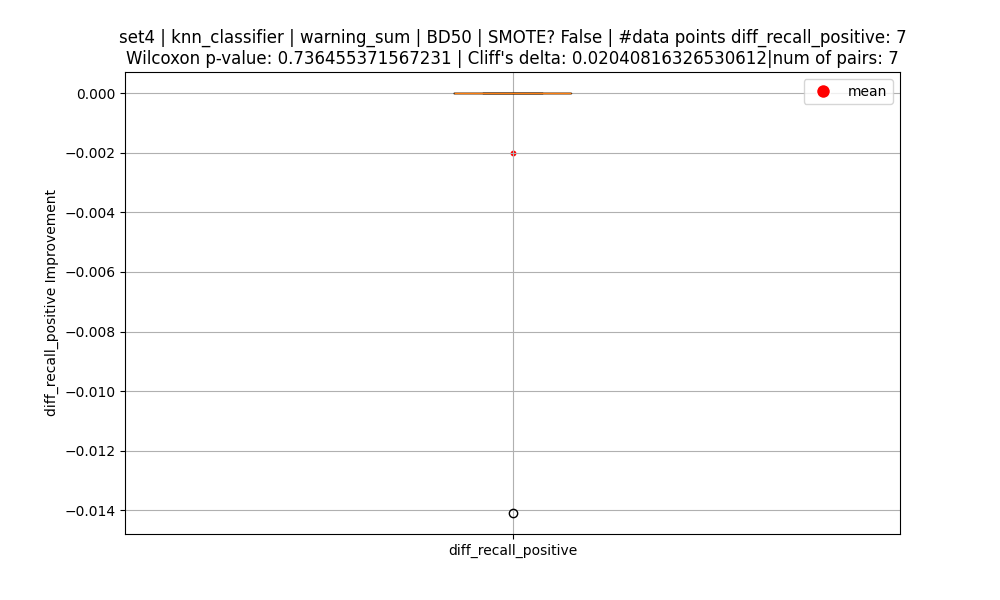 set4 | knn_classifier | warning_sum | BD50 | SMOTE? False | #data points diff_recall_positive: 7
Wilcoxon p-value: 0.736455371567231 | Cliff's delta: 0.02040816326530612|num of pairs: 7
mean
0.000
−0.002
−0.004
−0.006
−0.008
−0.010
−0.012
−0.014
diff_recall_positive Improvement
diff_recall_positive